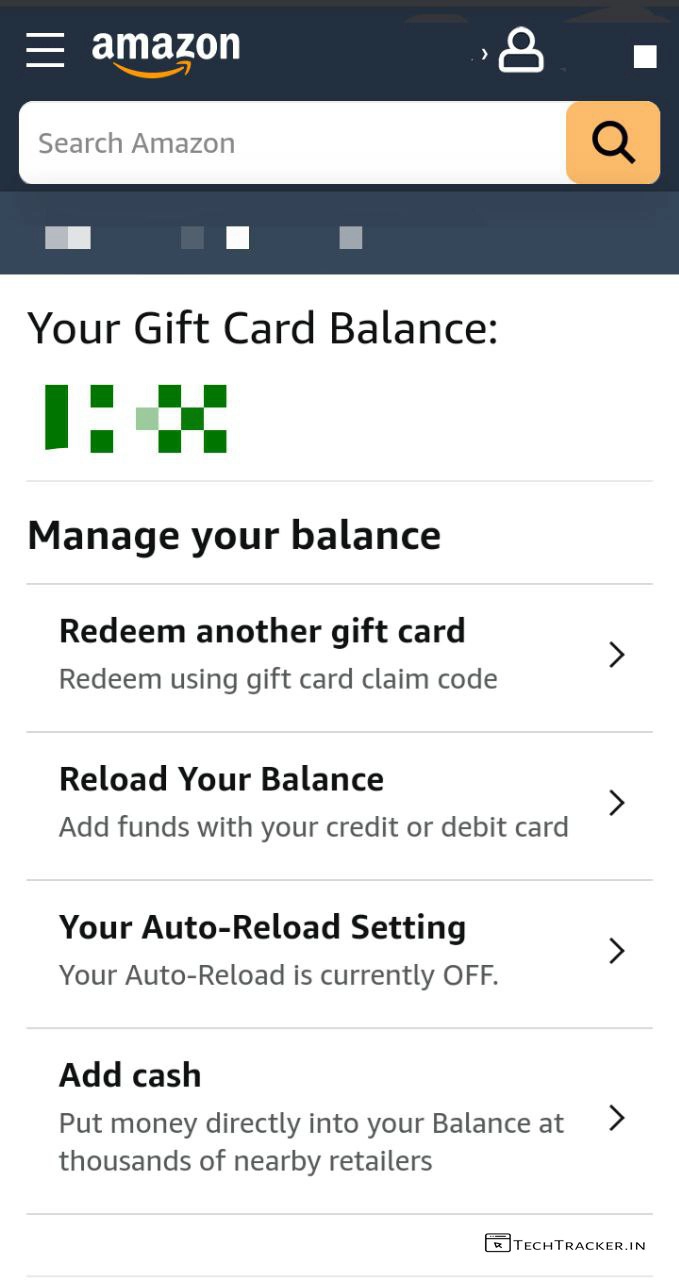 amazon
Search Amazon
Your Gift Card Balance:
Manage your balance
Redeem another gift card
Redeem using gift card claim code
Reload Your Balance
Add funds with your credit or debit card
Your Auto-Reload Setting
Your Auto-Reload is currently OFF.
Add cash
Put money directly into your Balance at
thousands of nearby retailers
TECHTRACKER.IN